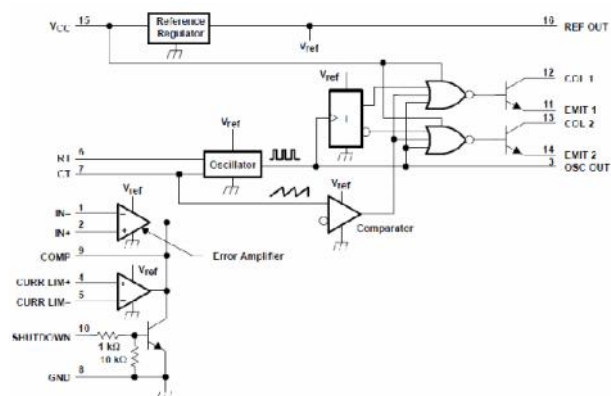 VCC 15
Reference
Regulator
16 REF OUT
Vref
Vref
12 COL 1
11 EMIT 1
13 COL 2
14 EMIT 2
3 OSC OUT
T
Vref
RT 6
CT 7
Oscillator
Vref
Comparator
Vref
IN− 1
IN+ 2
COMP 9
Error Amplifier
Vref
CURR LIM+ 4
CURR LIM− 5
SHUTDOWN 10
1 kΩ
10 kΩ
GND 8